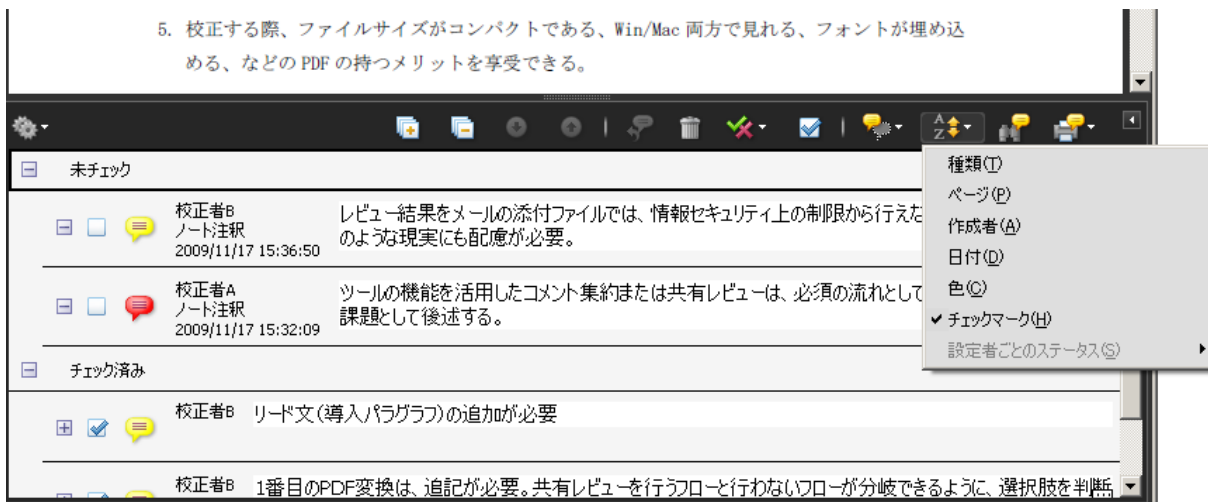 5. 校正する際、ファイルサイズがコンパクトである、Win/Mac 両方で見れる、フォントが埋め込
める、などの PDF の持つメリットを享受できる。
未チェック
校正者B
ノート注釈
2009/11/17 15:36:50
レビュー結果をメールの添付ファイルでは、情報セキュリティ上の制限から行えな
のような現実にも配慮が必要。
校正者A
ノート注釈
2009/11/17 15:32:09
ツールの機能を活用したコメント集約または共有レビューは、必須の流れとして
課題として後述する。
チェック済み
校正者B
リード文(導入パラグラフ)の追加が必要
校正者B
1番目のPDF変換は、追記が必要。共有レビューを行うフローと行わないフローが分岐できるように、選択肢を判断
種類(T)
ページ(P)
作成者(A)
日付(D)
色(C)
チェックマーク(H)
設定者ごとのステータス(S)